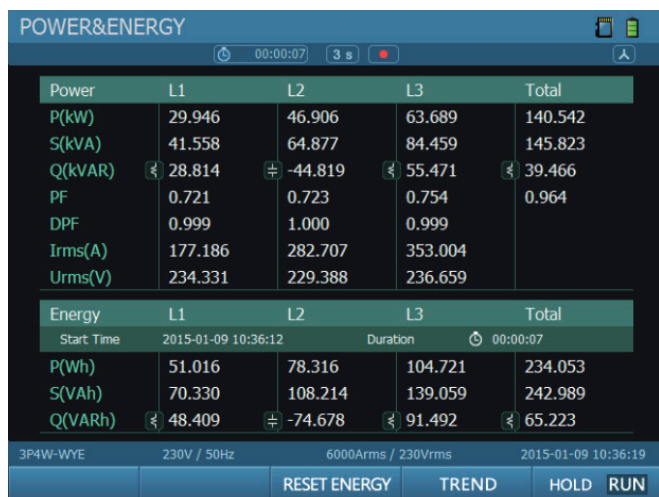 POWER&ENERGY
00:00:07 3 s
Power L1 L2 L3 Total
P(kW) 29.946 46.906 63.689 140.542
S(kVA) 41.558 64.877 84.459 145.823
Q(kVAR) 28.814 -44.819 55.471 39.466
PF 0.721 0.723 0.754 0.964
DPF 0.999 1.000 0.999
Irms(A) 177.186 282.707 353.004
Urms(V) 234.331 229.388 236.659
Energy L1 L2 L3 Total
Start Time 2015-01-09 10:36:12 Duration 00:00:07
P(Wh) 51.016 78.316 104.721 234.053
S(VAh) 70.330 108.214 139.059 242.989
Q(VARh) 48.409 -74.678 91.492 65.223
3P4W-WYE 230V / 50Hz 6000Arms / 230Vrms 2015-01-09 10:36:19
RESET ENERGY TREND HOLD RUN